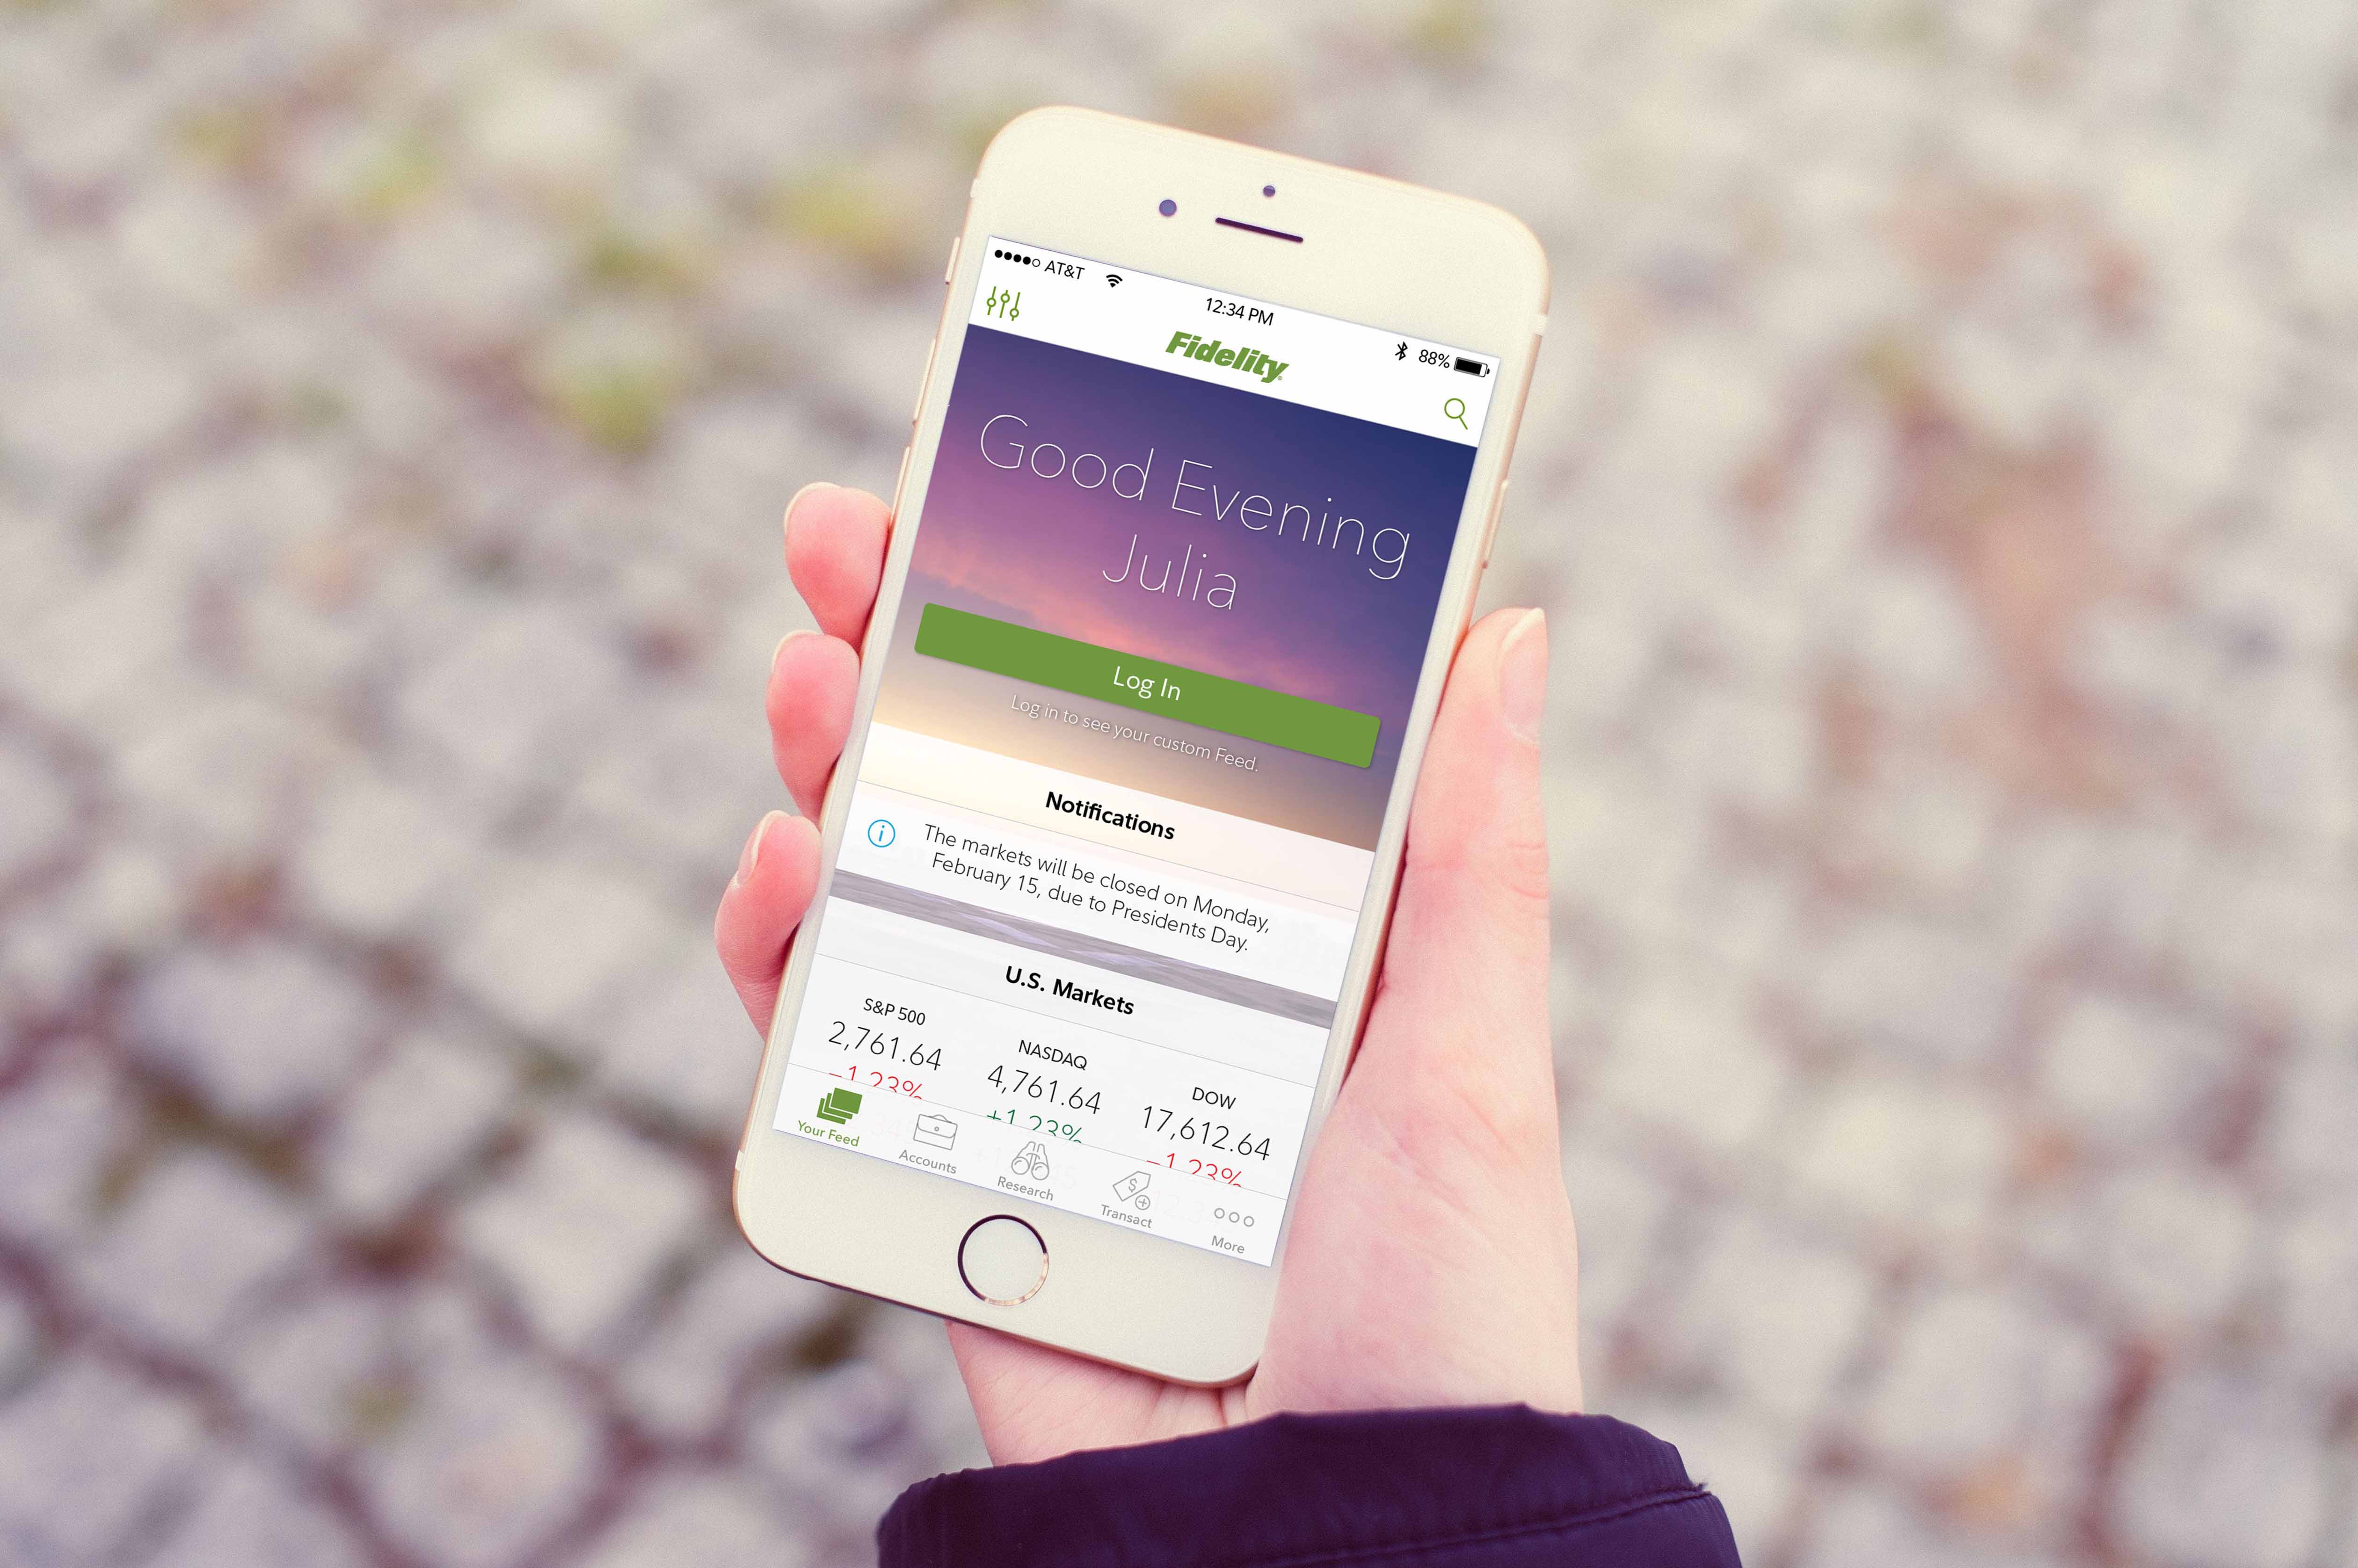 AT&T
12:34 PM
88%
Fidelity
Good Evening
Julia
Log In
Log in to see your custom Feed.
Notifications
The markets will be closed on Monday,
February 15, due to Presidents Day.
U.S. Markets
S&P 500
2,761.64
-1.23%
NASDAQ
4,761.64
+1.23%
DOW
17,612.64
-1.23%
Your Feed
Accounts
Research
Transact
More